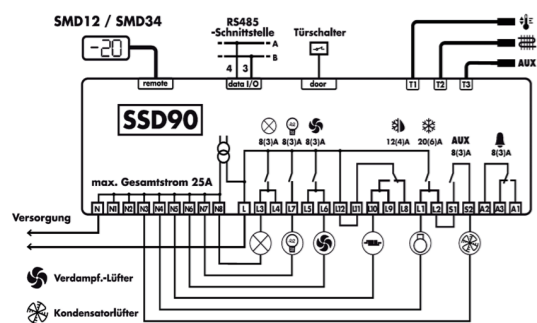 SMD12 / SMD34
RS485
-Schnittstelle
Türschalter
-20
A
B
4 3
AUX
remote
data I/O
door
T1 T2 T3
SSD90
8(3)A 8(3)A 8(3)A
12(4)A 20(6)A
AUX
8(3)A
8(3)A
max. Gesamtstrom 25A
Versorgung
N N1 N2 N3 N4 N5 N6 N7 N8 L L3 L4 L7 L5 L6 L12 L11 L10 L9 L8 L1 L2 S1 S2 A2 A3 A1
Verdampf.-Lüfter
Kondensatorlüfter